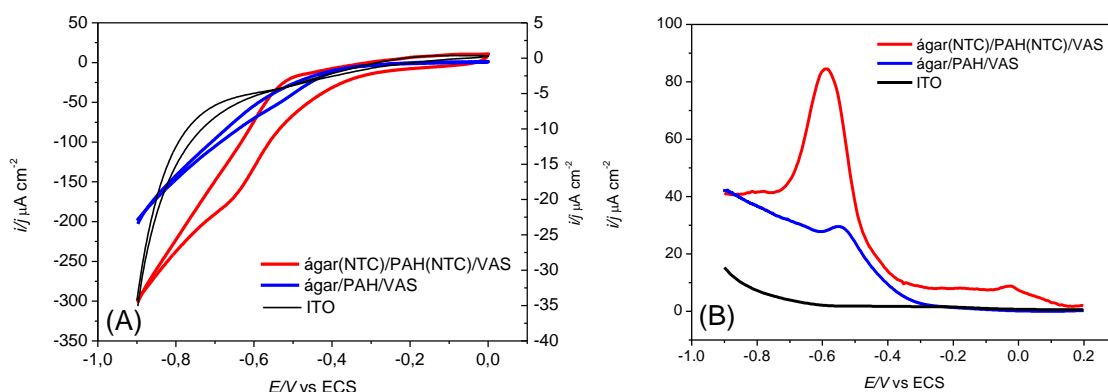 50
0
-50
-100
-150
-200
-250
-300
-350
i/j µA cm-2
5
0
-5
-10
-15
-20
-25
-30
-35
-40
i/j µA cm-2
ágar(NTC)/PAH(NTC)/VAS
ágar/PAH/VAS
ITO
(A)
-1,0 -0,8 -0,6 -0,4 -0,2 0,0
E/V vs ECS
100
80
60
40
20
0
i/j µA cm-2
ágar(NTC)/PAH(NTC)/VAS
ágar/PAH/VAS
ITO
(B)
-1.0 -0.8 -0.6 -0.4 -0.2 0.0 0.2
E/V vs ECS